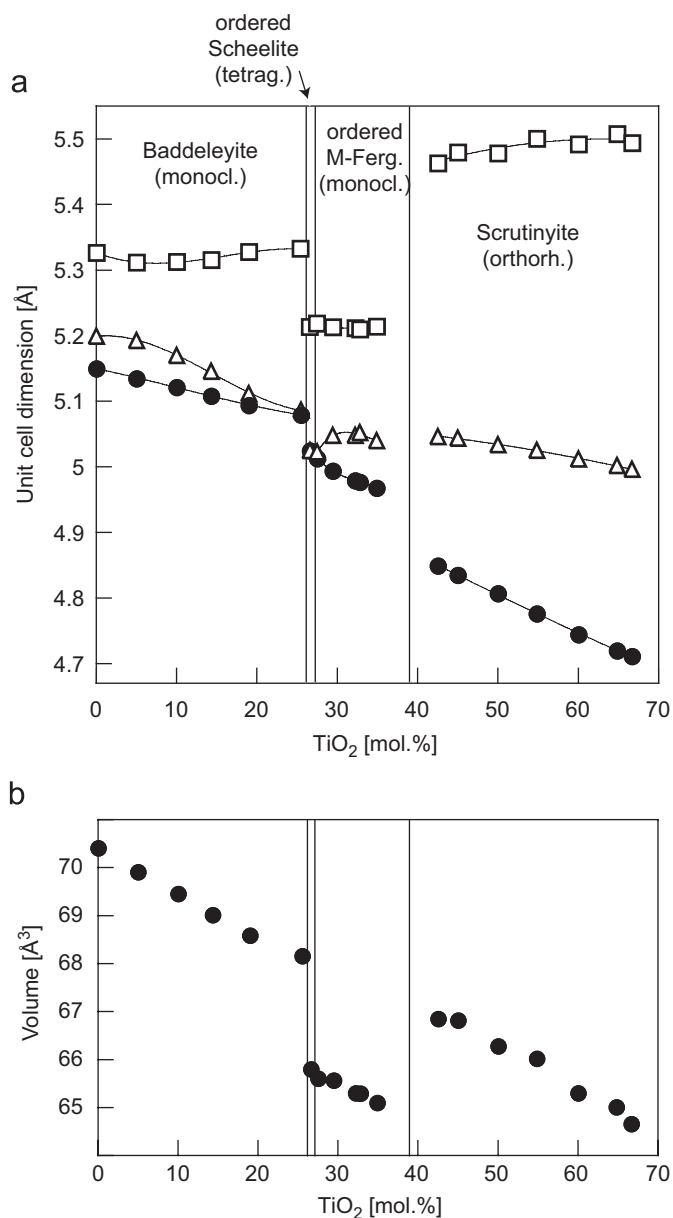 ordered
Scheelite
(tetrag.)
a
5.5
5.4
5.3
5.2
5.1
5
4.9
4.8
4.7
Unit cell dimension [Å]
Baddeleyite
(monocl.)
ordered
M-Ferg.
(monocl.)
Scrutinyite
(orthorh.)
0 10 20 30 40 50 60 70
TiO₂ [mol.%]
b
70
69
68
67
66
65
Volume [Å³]
0 10 20 30 40 50 60 70
TiO₂ [mol.%]